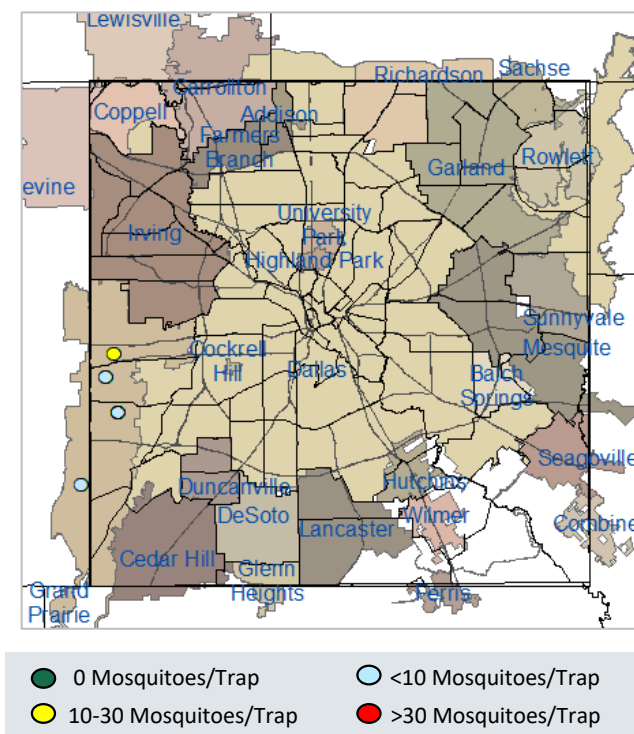 Lewisville
Carrollton
Richardson
Sachse
Coppell
Addison
Farmers
Branch
Garland
Rowlett
evine
University
Park
Irving
Highland Park
Sunnyvale
Cockrell
Hill
Dallas
Mesquite
Balch
Springs
Seagoville
Duncanville
Hutchins
DeSoto
Lancaster
Wilmer
Combine
Cedar Hill
Glenn
Heights
Grand
Prairie
Ferris
0 Mosquitoes/Trap
<10 Mosquitoes/Trap
10-30 Mosquitoes/Trap
>30 Mosquitoes/Trap